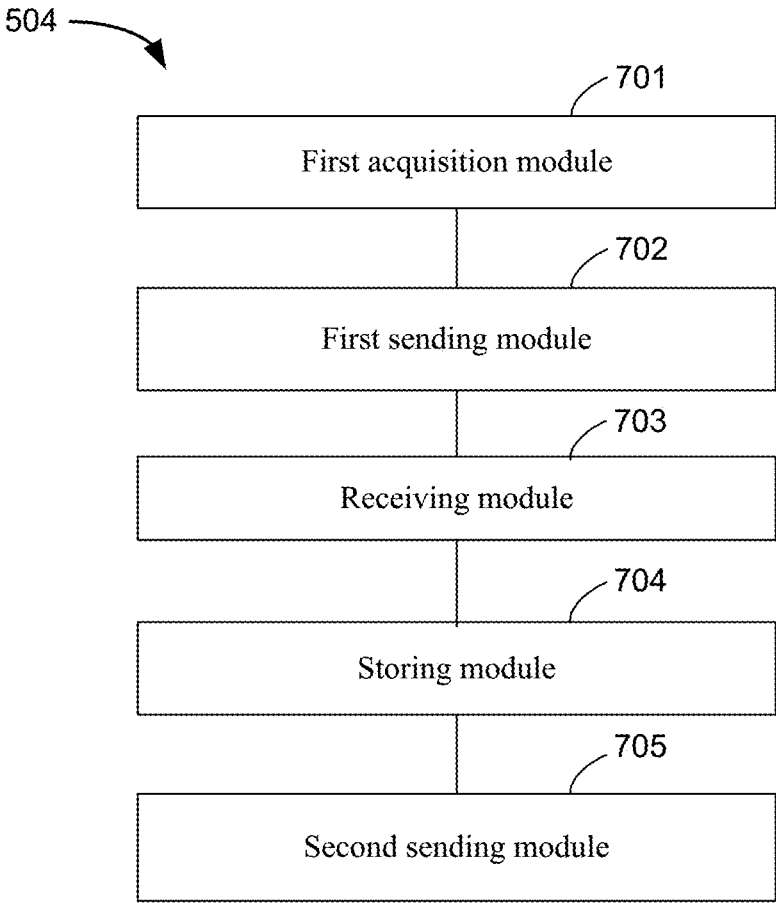 504
701
First acquisition module
702
First sending module
703
Receiving module
704
Storing module
705
Second sending module